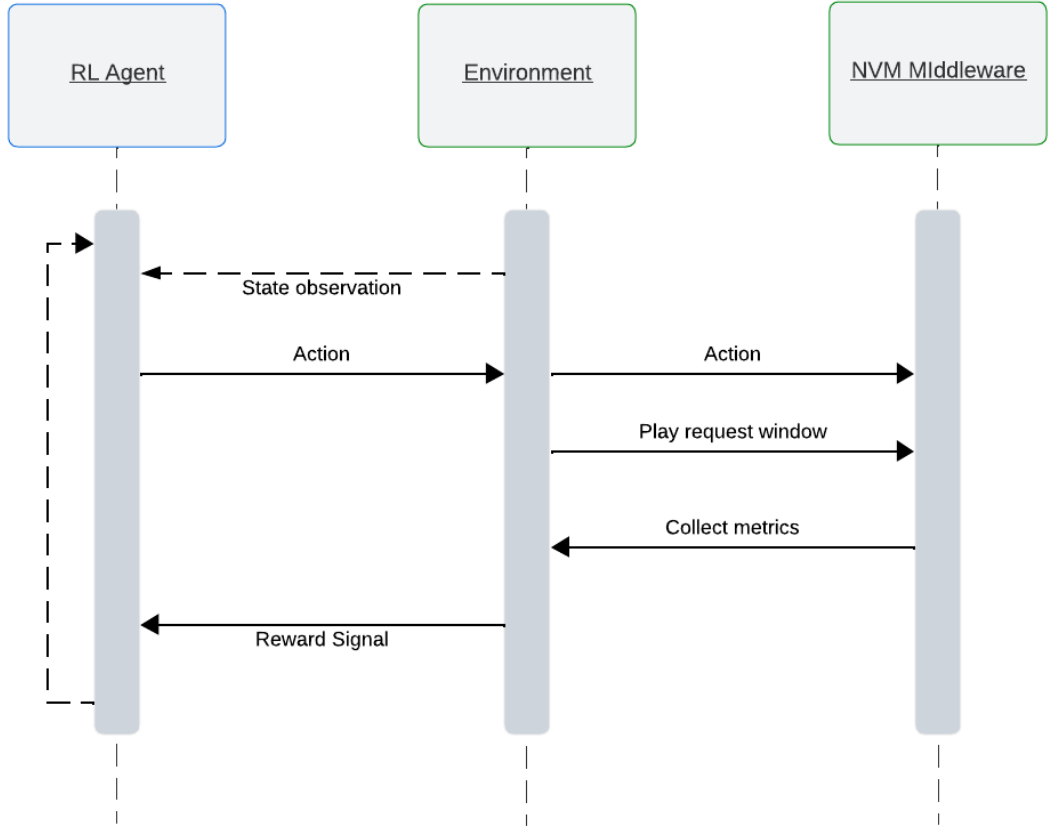 RL Agent
Environment
NVM MIddleware
State observation
Action
Action
Play request window
Collect metrics
Reward Signal